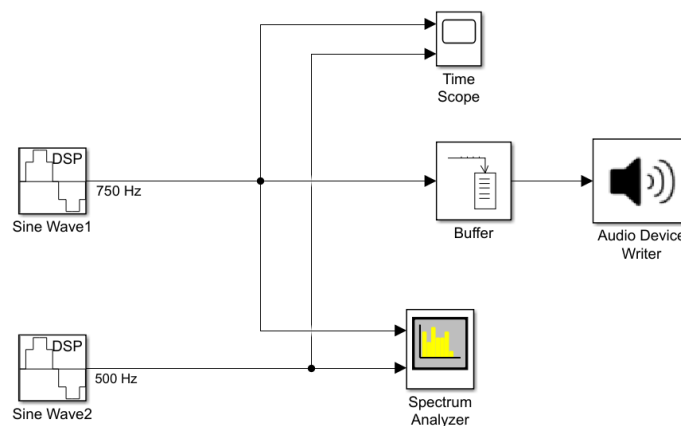 Time
Scope
DSP
750 Hz
Sine Wave1
Buffer
Audio Device
Writer
DSP
500 Hz
Sine Wave2
Spectrum
Analyzer